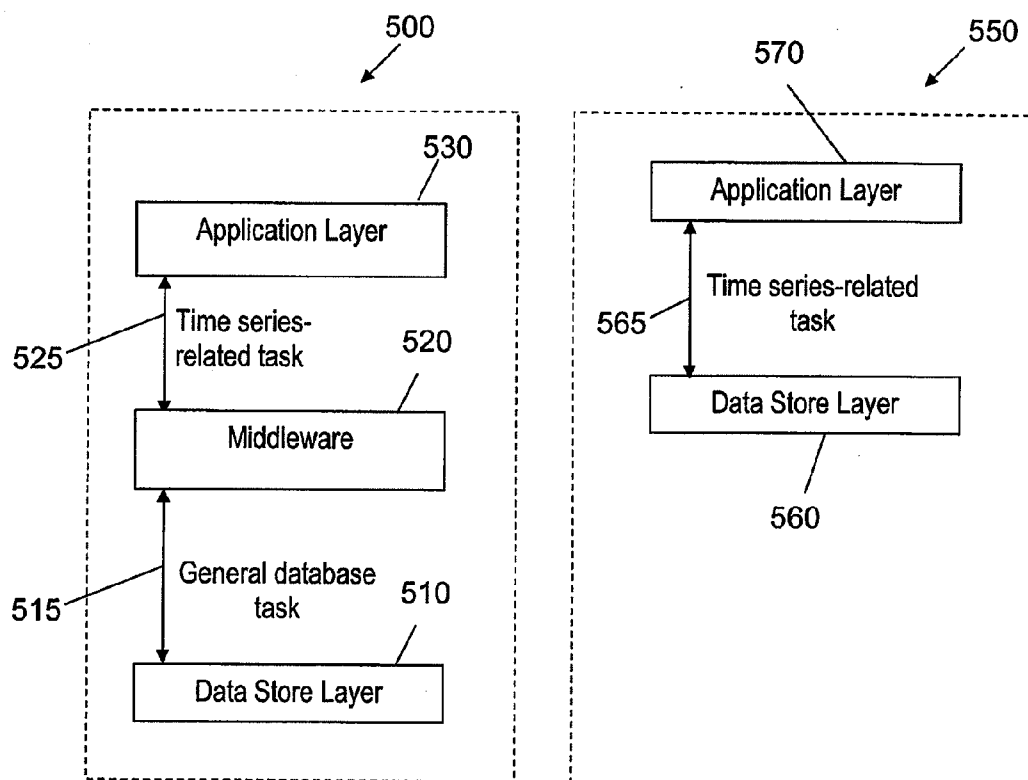 500
530
Application Layer
525
Time series-
related task
520
Middleware
515
General database
task
510
Data Store Layer
550
570
Application Layer
565
Time series-related
task
Data Store Layer
560